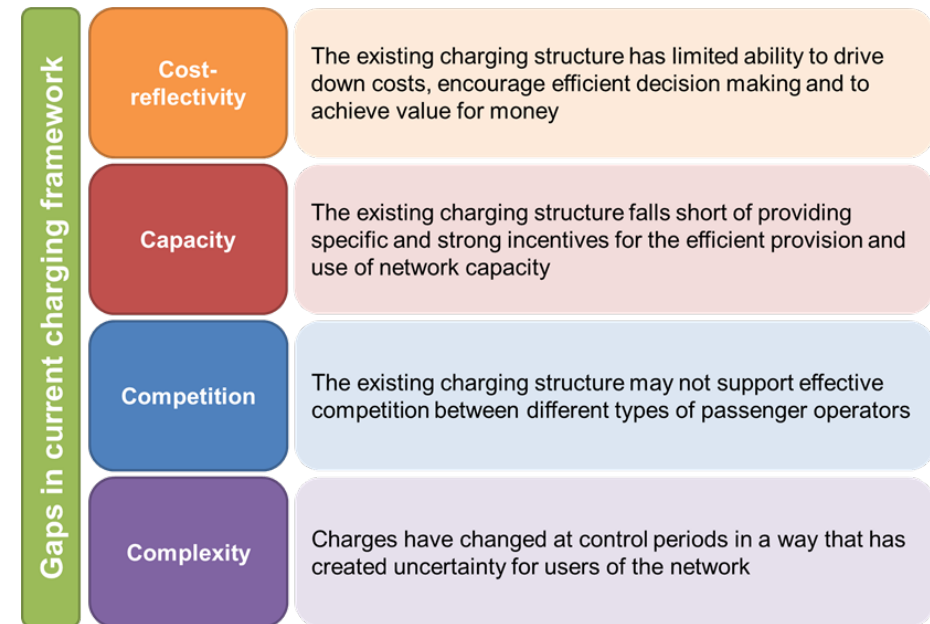 Gaps in current charging framework
Cost-
reflectivity
The existing charging structure has limited ability to drive
down costs, encourage efficient decision making and to
achieve value for money
Capacity
The existing charging structure falls short of providing
specific and strong incentives for the efficient provision and
use of network capacity
Competition
The existing charging structure may not support effective
competition between different types of passenger operators
Complexity
Charges have changed at control periods in a way that has
created uncertainty for users of the network